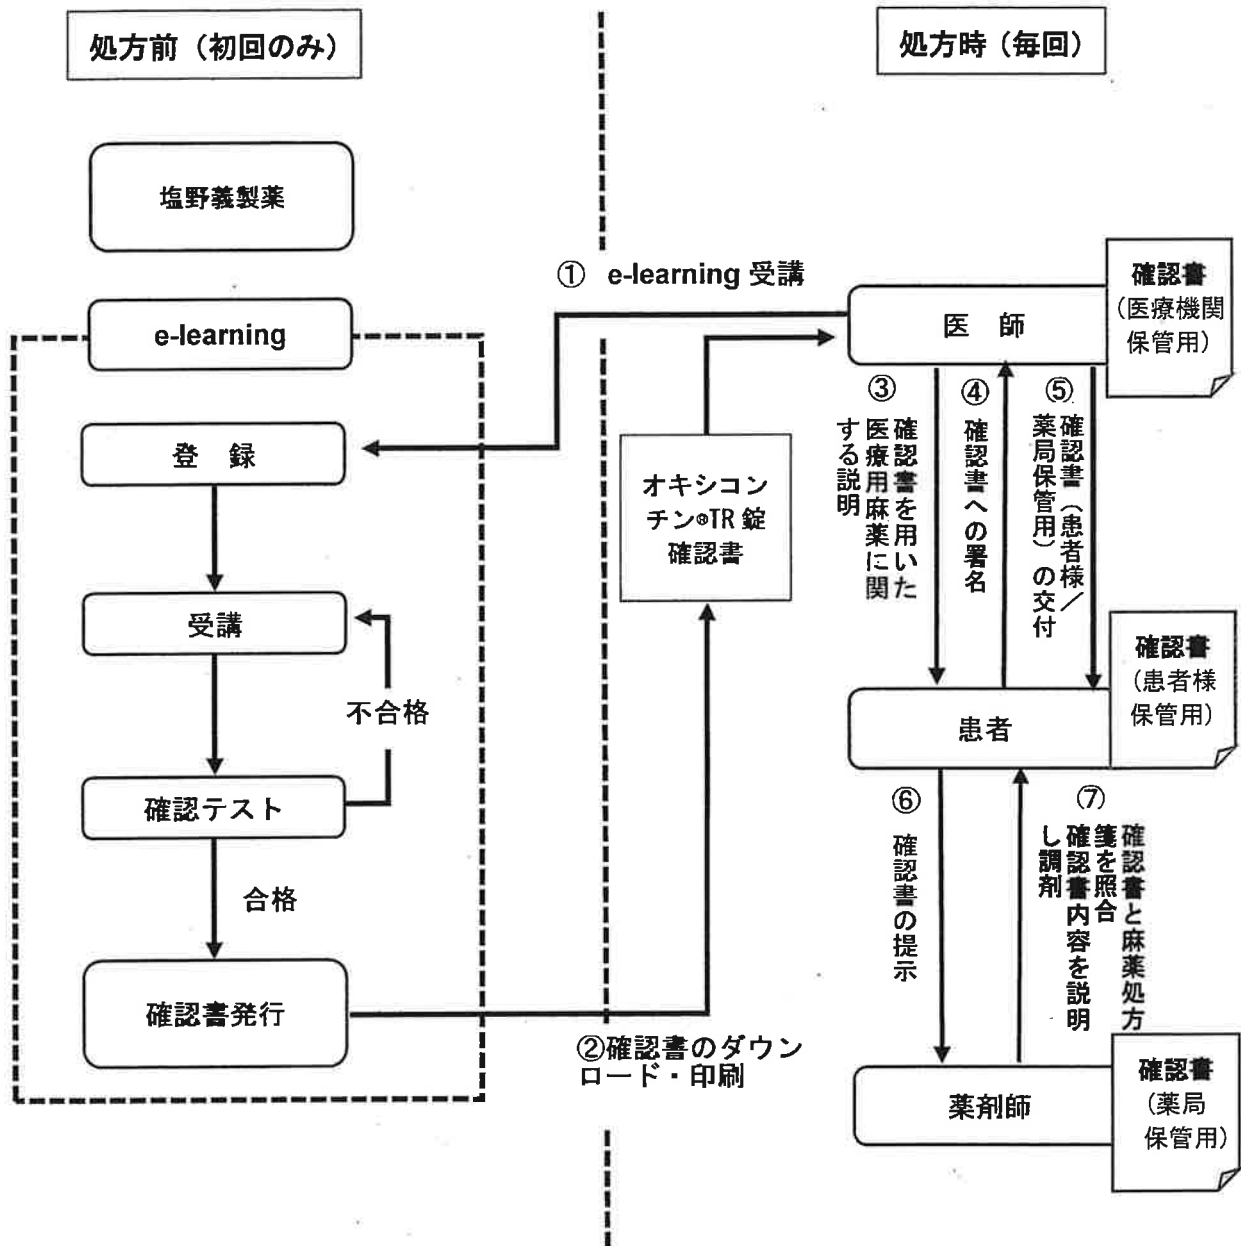 処方前（初回のみ）
処方時（毎回）
塩野義製薬
e-learning
登　録
受講
不合格
確認テスト
合格
確認書発行
① e-learning 受講
②確認書のダウン
ロード・印刷
オキシコン
チン®TR 錠
確認書
医　師
確認書
（医療機関
保管用）
③
確認書を用いた
医療用麻薬に関
する説明
④
確認書への署名
⑤
確認書（患者様／
薬局保管用）の交付
患者
確認書
（患者様
保管用）
⑥
確認書の提示
⑦
確認書と麻薬処方
箋を照合
確認書内容を説明
し調剤
薬剤師
確認書
（薬局
保管用）